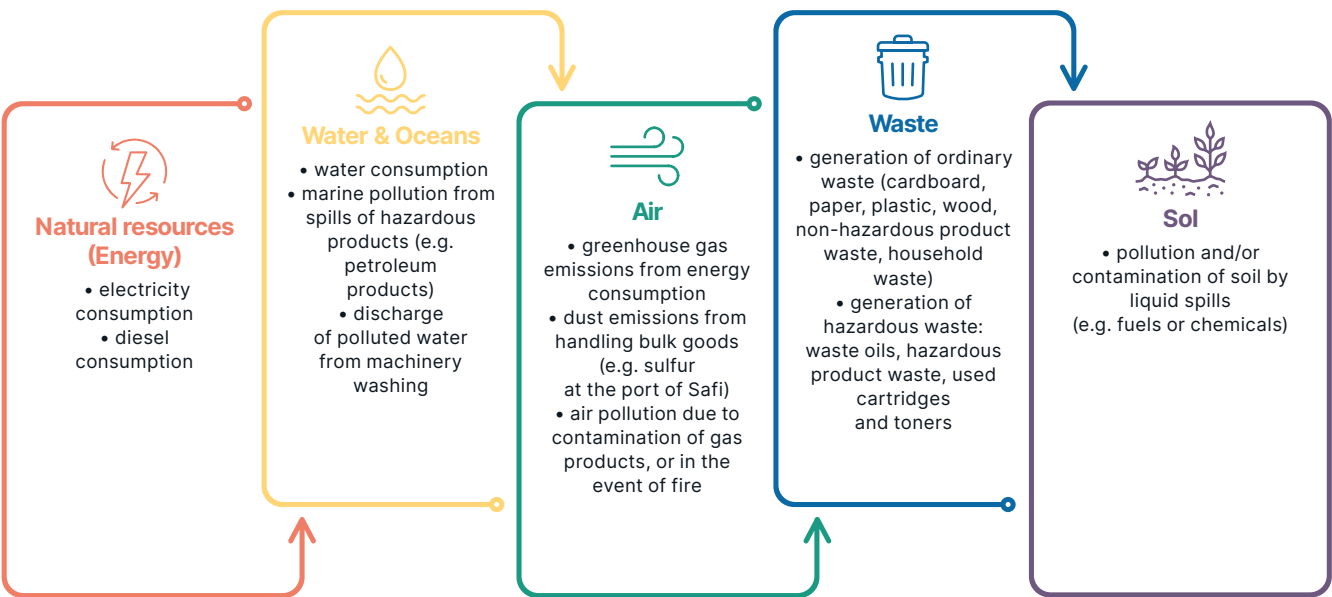 Natural resources
(Energy)
• electricity
consumption
• diesel
consumption
Water & Oceans
• water consumption
• marine pollution from
spills of hazardous
products (e.g.
petroleum
products)
• discharge
of polluted water
from machinery
washing
Air
• greenhouse gas
emissions from energy
consumption
• dust emissions from
handling bulk goods
(e.g. sulfur
at the port of Safi)
• air pollution due to
contamination of gas
products, or in the
event of fire
Waste
• generation of ordinary
waste (cardboard,
paper, plastic, wood,
non-hazardous product
waste, household
waste)
• generation of
hazardous waste:
waste oils, hazardous
product waste, used
cartridges
and toners
Sol
• pollution and/or
contamination of soil by
liquid spills
(e.g. fuels or chemicals)